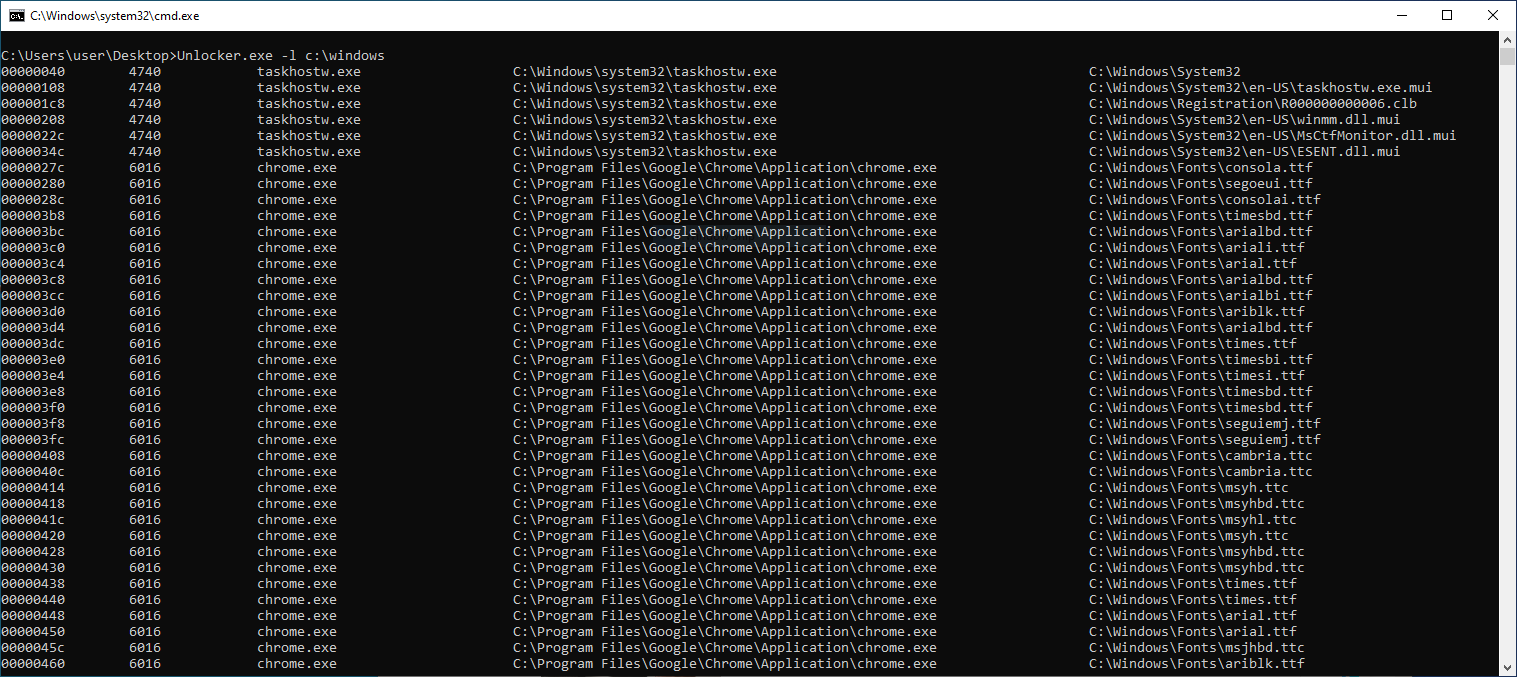 C:\Windows\system32\cmd.exe
C:\Users\user\Desktop>Unlocker.exe -l c:\windows
00000040 4740 taskhostw.exe C:\Windows\system32\taskhostw.exe C:\Windows\System32
00000108 4740 taskhostw.exe C:\Windows\system32\taskhostw.exe C:\Windows\System32\en-US\taskhostw.exe.mui
000001c8 4740 taskhostw.exe C:\Windows\system32\taskhostw.exe C:\Windows\Registration\R000000000006.clb
00000208 4740 taskhostw.exe C:\Windows\system32\taskhostw.exe C:\Windows\System32\en-US\winmm.dll.mui
0000022c 4740 taskhostw.exe C:\Windows\system32\taskhostw.exe C:\Windows\System32\en-US\MsCtfMonitor.dll.mui
0000034c 4740 taskhostw.exe C:\Windows\system32\taskhostw.exe C:\Windows\System32\en-US\ESENT.dll.mui
0000027c 6016 chrome.exe C:\Program Files\Google\Chrome\Application\chrome.exe C:\Windows\Fonts\consola.ttf
00000280 6016 chrome.exe C:\Program Files\Google\Chrome\Application\chrome.exe C:\Windows\Fonts\segoeui.ttf
0000028c 6016 chrome.exe C:\Program Files\Google\Chrome\Application\chrome.exe C:\Windows\Fonts\consolai.ttf
000003b8 6016 chrome.exe C:\Program Files\Google\Chrome\Application\chrome.exe C:\Windows\Fonts\timesbd.ttf
000003bc 6016 chrome.exe C:\Program Files\Google\Chrome\Application\chrome.exe C:\Windows\Fonts\arialbd.ttf
000003c0 6016 chrome.exe C:\Program Files\Google\Chrome\Application\chrome.exe C:\Windows\Fonts\ariali.ttf
000003c4 6016 chrome.exe C:\Program Files\Google\Chrome\Application\chrome.exe C:\Windows\Fonts\arial.ttf
000003c8 6016 chrome.exe C:\Program Files\Google\Chrome\Application\chrome.exe C:\Windows\Fonts\arialbd.ttf
000003cc 6016 chrome.exe C:\Program Files\Google\Chrome\Application\chrome.exe C:\Windows\Fonts\arialbi.ttf
000003d0 6016 chrome.exe C:\Program Files\Google\Chrome\Application\chrome.exe C:\Windows\Fonts\ariblk.ttf
000003d4 6016 chrome.exe C:\Program Files\Google\Chrome\Application\chrome.exe C:\Windows\Fonts\arialbd.ttf
000003dc 6016 chrome.exe C:\Program Files\Google\Chrome\Application\chrome.exe C:\Windows\Fonts\times.ttf
000003e0 6016 chrome.exe C:\Program Files\Google\Chrome\Application\chrome.exe C:\Windows\Fonts\timesbi.ttf
000003e4 6016 chrome.exe C:\Program Files\Google\Chrome\Application\chrome.exe C:\Windows\Fonts\timesi.ttf
000003e8 6016 chrome.exe C:\Program Files\Google\Chrome\Application\chrome.exe C:\Windows\Fonts\timesbd.ttf
000003f0 6016 chrome.exe C:\Program Files\Google\Chrome\Application\chrome.exe C:\Windows\Fonts\timesbd.ttf
000003f8 6016 chrome.exe C:\Program Files\Google\Chrome\Application\chrome.exe C:\Windows\Fonts\seguiemj.ttf
000003fc 6016 chrome.exe C:\Program Files\Google\Chrome\Application\chrome.exe C:\Windows\Fonts\seguiemj.ttf
00000408 6016 chrome.exe C:\Program Files\Google\Chrome\Application\chrome.exe C:\Windows\Fonts\cambria.ttc
0000040c 6016 chrome.exe C:\Program Files\Google\Chrome\Application\chrome.exe C:\Windows\Fonts\cambria.ttc
00000414 6016 chrome.exe C:\Program Files\Google\Chrome\Application\chrome.exe C:\Windows\Fonts\msyh.ttc
00000418 6016 chrome.exe C:\Program Files\Google\Chrome\Application\chrome.exe C:\Windows\Fonts\msyhbd.ttc
0000041c 6016 chrome.exe C:\Program Files\Google\Chrome\Application\chrome.exe C:\Windows\Fonts\msyhl.ttc
00000420 6016 chrome.exe C:\Program Files\Google\Chrome\Application\chrome.exe C:\Windows\Fonts\msyh.ttc
00000428 6016 chrome.exe C:\Program Files\Google\Chrome\Application\chrome.exe C:\Windows\Fonts\msyhbd.ttc
00000430 6016 chrome.exe C:\Program Files\Google\Chrome\Application\chrome.exe C:\Windows\Fonts\msyhbd.ttc
00000438 6016 chrome.exe C:\Program Files\Google\Chrome\Application\chrome.exe C:\Windows\Fonts\times.ttf
00000440 6016 chrome.exe C:\Program Files\Google\Chrome\Application\chrome.exe C:\Windows\Fonts\times.ttf
00000448 6016 chrome.exe C:\Program Files\Google\Chrome\Application\chrome.exe C:\Windows\Fonts\arial.ttf
00000450 6016 chrome.exe C:\Program Files\Google\Chrome\Application\chrome.exe C:\Windows\Fonts\arial.ttf
0000045c 6016 chrome.exe C:\Program Files\Google\Chrome\Application\chrome.exe C:\Windows\Fonts\msjhbd.ttc
00000460 6016 chrome.exe C:\Program Files\Google\Chrome\Application\chrome.exe C:\Windows\Fonts\ariblk.ttf